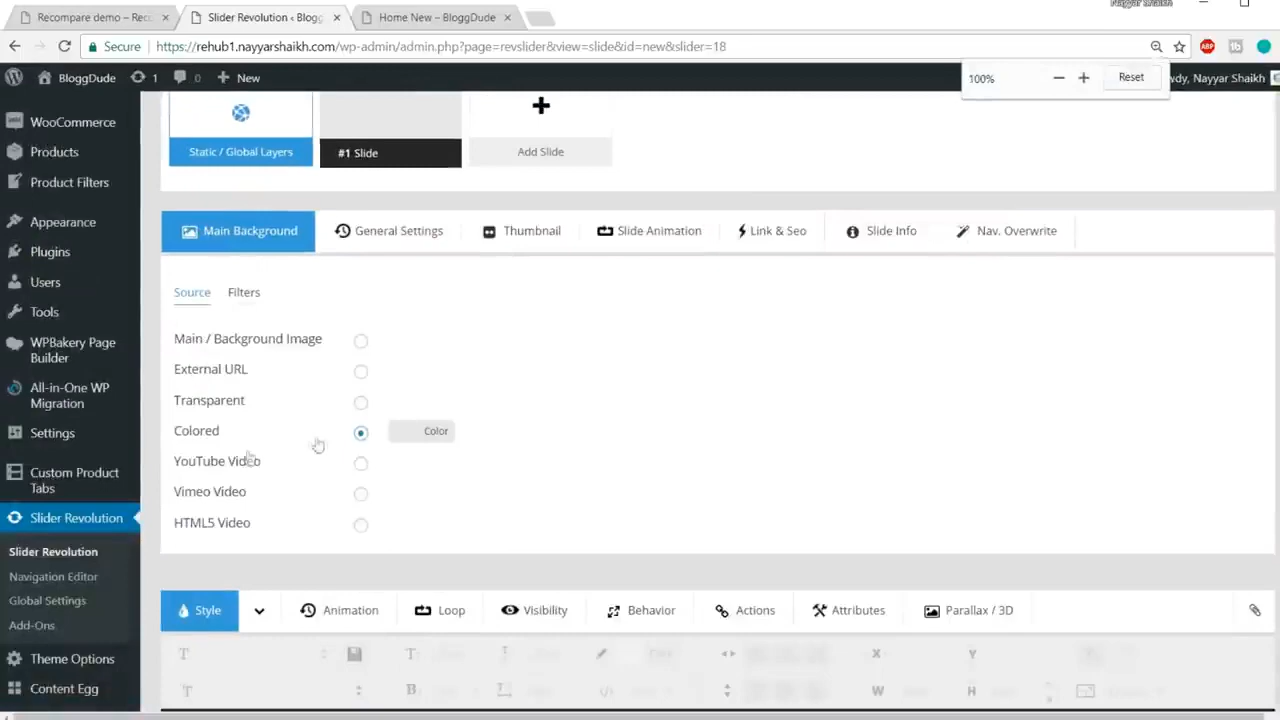 Nayyar Shaikh
Recompare demo – Rec
Slider Revolution ‹ Blogg
Home New – BloggDude
Secure
https://rehub1.nayyarshaikh.com/wp-admin/admin.php?page=revslider&view=slide&id=new&slider=18
ABP
BloggDude
1
0
New
100%
Reset
wdy, Nayyar Shaikh
WooCommerce
Products
Product Filters
Appearance
Plugins
Users
Tools
WPBakery Page
Builder
All-in-One WP
Migration
Settings
Custom Product
Tabs
Slider Revolution
Slider Revolution
Navigation Editor
Global Settings
Add-Ons
Theme Options
Content Egg
Static / Global Layers
#1 Slide
Add Slide
Main Background
General Settings
Thumbnail
Slide Animation
Link & Seo
Slide Info
Nav. Overwrite
Source
Filters
Main / Background Image
External URL
Transparent
Colored
Color
YouTube Video
Vimeo Video
HTML5 Video
Style
Animation
Loop
Visibility
Behavior
Actions
Attributes
Parallax / 3D
X
Y
W
H